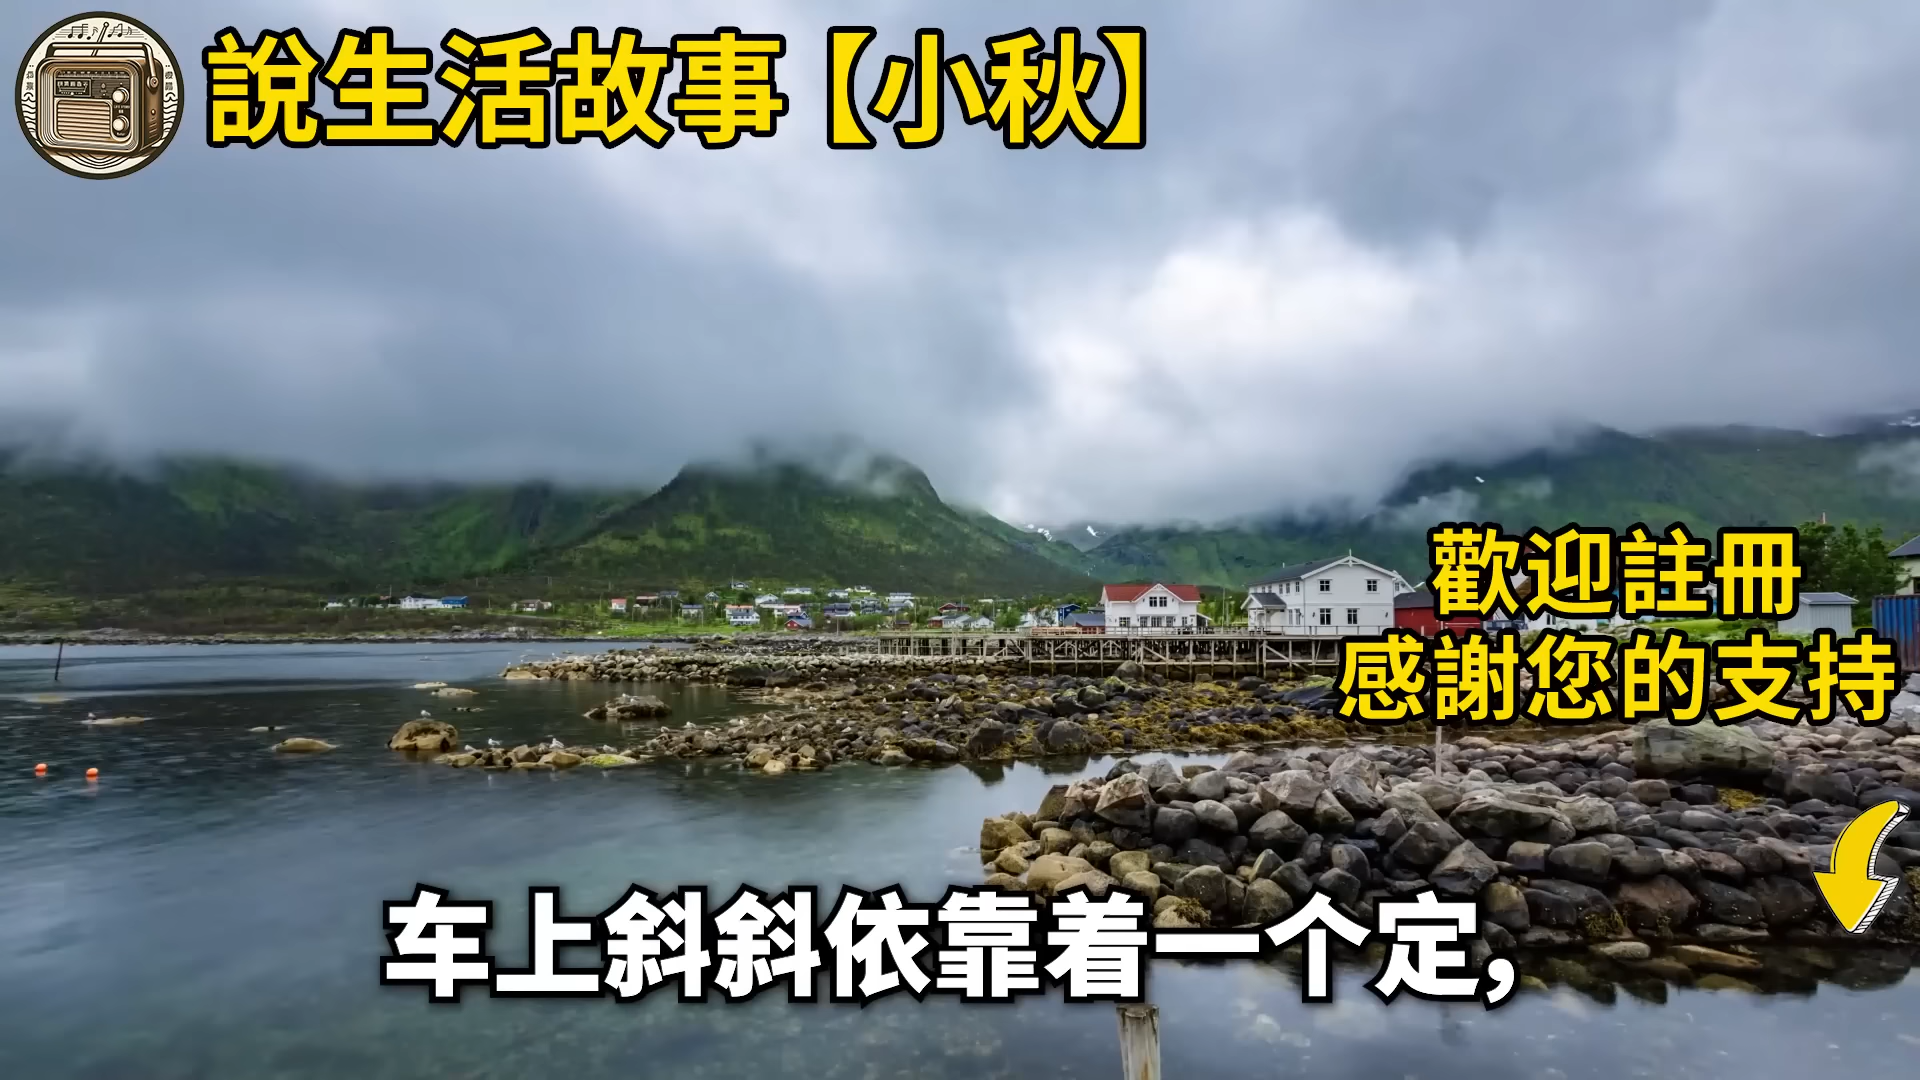 說生活故事【小秋】
歡迎註冊
感謝您的支持
车上斜斜依靠着一个定,